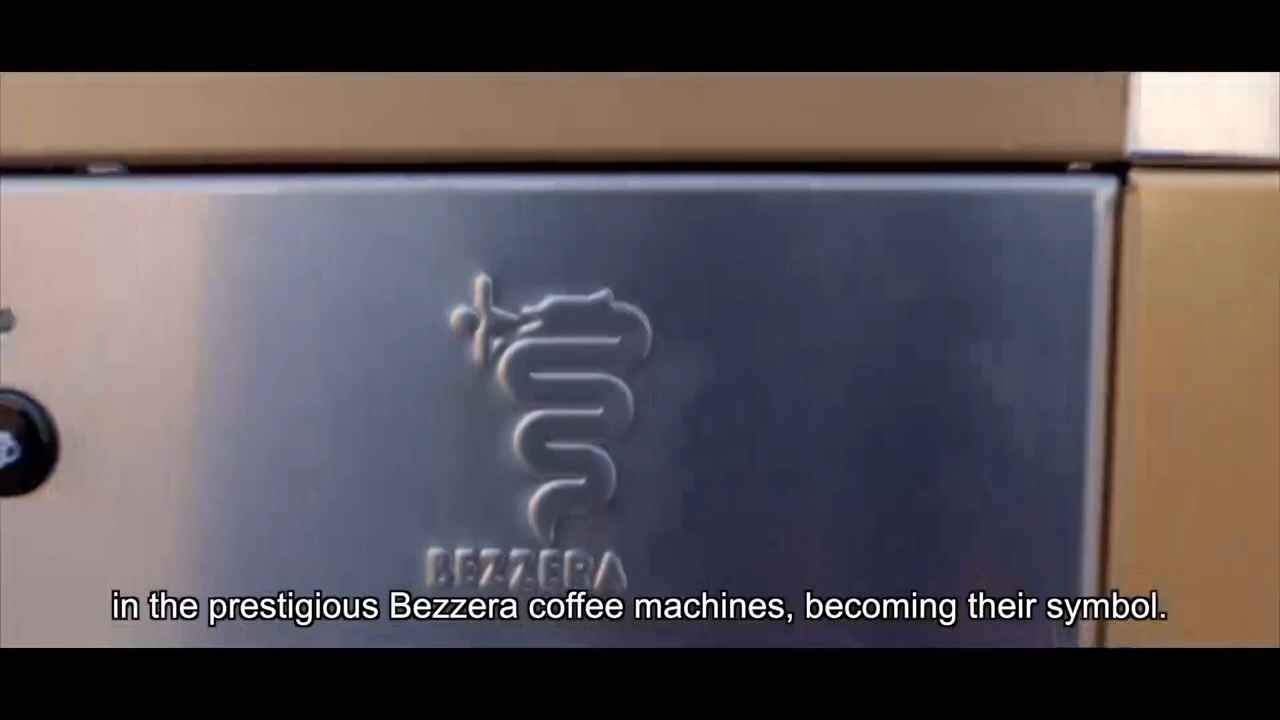 BEZZERA
in the prestigious Bezzera coffee machines, becoming their symbol.